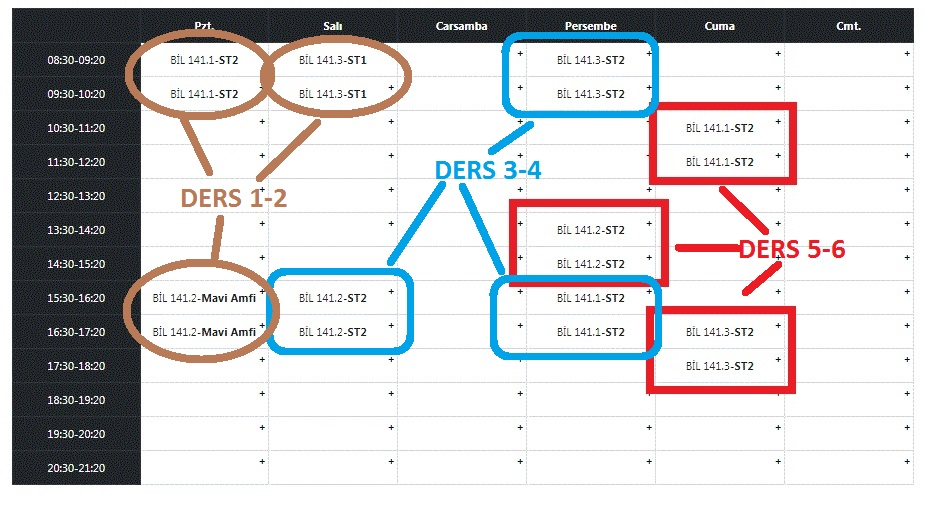 Pzt. Salı Carsamba Persembe Cuma Cmt.
08:30-09:20 BİL 141.1-ST2 + BİL 141.3-ST1 + + BİL 141.3-ST2 + + +
09:30-10:20 BİL 141.1-ST2 + BİL 141.3-ST1 + + BİL 141.3-ST2 + + +
10:30-11:20 + + + + BİL 141.1-ST2 + +
11:30-12:20 + + + + BİL 141.1-ST2 + +
DERS 3-4
12:30-13:20 + + + + + +
DERS 1-2
13:30-14:20 + + + BİL 141.2-ST2 + + +
DERS 5-6
14:30-15:20 + + + BİL 141.2-ST2 + + +
15:30-16:20 BİL 141.2-Mavi Amfi + BİL 141.2-ST2 + + BİL 141.1-ST2 + + +
16:30-17:20 BİL 141.2-Mavi Amfi + BİL 141.2-ST2 + + BİL 141.1-ST2 + BİL 141.3-ST2 + +
17:30-18:20 + + + + BİL 141.3-ST2 + +
18:30-19:20 + + + + + +
19:30-20:20 + + + + + +
20:30-21:20 + + + + + +